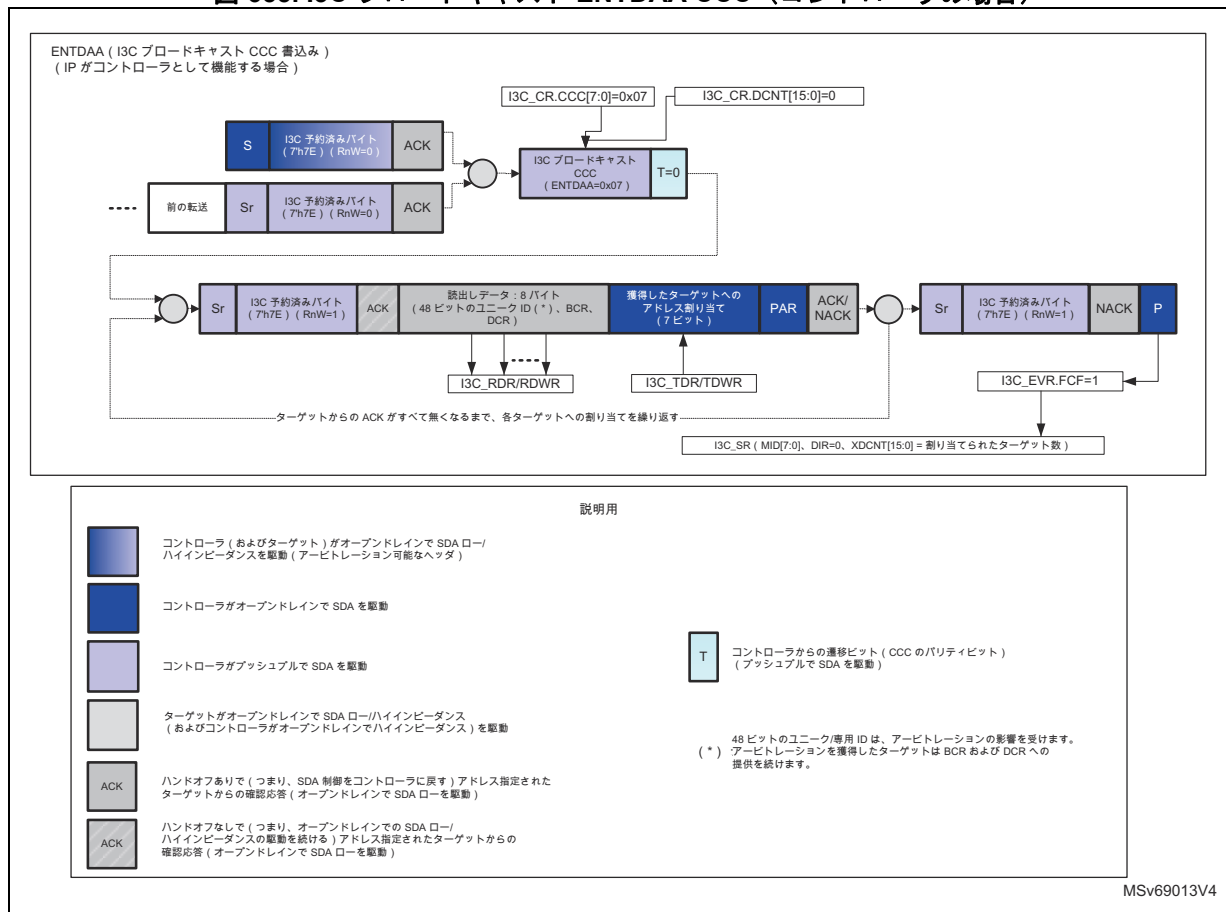 ENTDAA ( I3C ブロードキャスト CCC 書込み )
( IP がコントローラとして機能する場合 )
I3C_CR.CCC[7:0]=0x07
I3C_CR.DCNT[15:0]=0
S
I3C 予約済みバイト
( 7'h7E ) ( RnW=0 )
ACK
前の転送
Sr
I3C 予約済みバイト
( 7'h7E ) ( RnW=0 )
ACK
I3C ブロードキャスト
CCC
( ENTDAA=0x07 )
T=0
Sr
I3C 予約済みバイト
( 7'h7E ) ( RnW=1 )
ACK
読出しデータ : 8 バイト
( 48 ビットのユニーク ID ( * ) 、BCR、
DCR )
獲得したターゲットへの
アドレス割り当て
( 7 ビット )
PAR
ACK/
NACK
Sr
I3C 予約済みバイト
( 7'h7E ) ( RnW=1 )
NACK
P
I3C_RDR/RDWR
I3C_TDR/TDWR
I3C_EVR.FCF=1
ターゲットからの ACK がすべて無くなるまで、各ターゲットへの割り当てを繰り返す
I3C_SR ( MID[7:0]、DIR=0、XDCNT[15:0] = 割り当てられたターゲット数 )
説明用
コントローラ ( およびターゲット ) がオープンドレインで SDA ロー/
ハイインピーダンスを駆動 ( アービトレーション可能なヘッダ )
コントローラがオープンドレインで SDA を駆動
コントローラがプッシュプルで SDA を駆動
T
コントローラからの遷移ビット ( CCC のパリティビット )
( プッシュプルで SDA を駆動 )
ターゲットがオープンドレインで SDA ロー/ハイインピーダンス
( およびコントローラがオープンドレインでハイインピーダンス ) を駆動
( * )
48 ビットのユニーク/専用 ID は、アービトレーションの影響を受けます。
アービトレーションを獲得したターゲットは BCR および DCR への
提供を続けます。
ACK
ハンドオフありで ( つまり、SDA 制御をコントローラに戻す ) アドレス指定された
ターゲットからの確認応答 ( オープンドレインで SDA ローを駆動 )
ACK
ハンドオフなしで ( つまり、オープンドレインでの SDA ロー/
ハイインピーダンスの駆動を続ける ) アドレス指定されたターゲットからの
確認応答 ( オープンドレインで SDA ローを駆動 )
MSv69013V4